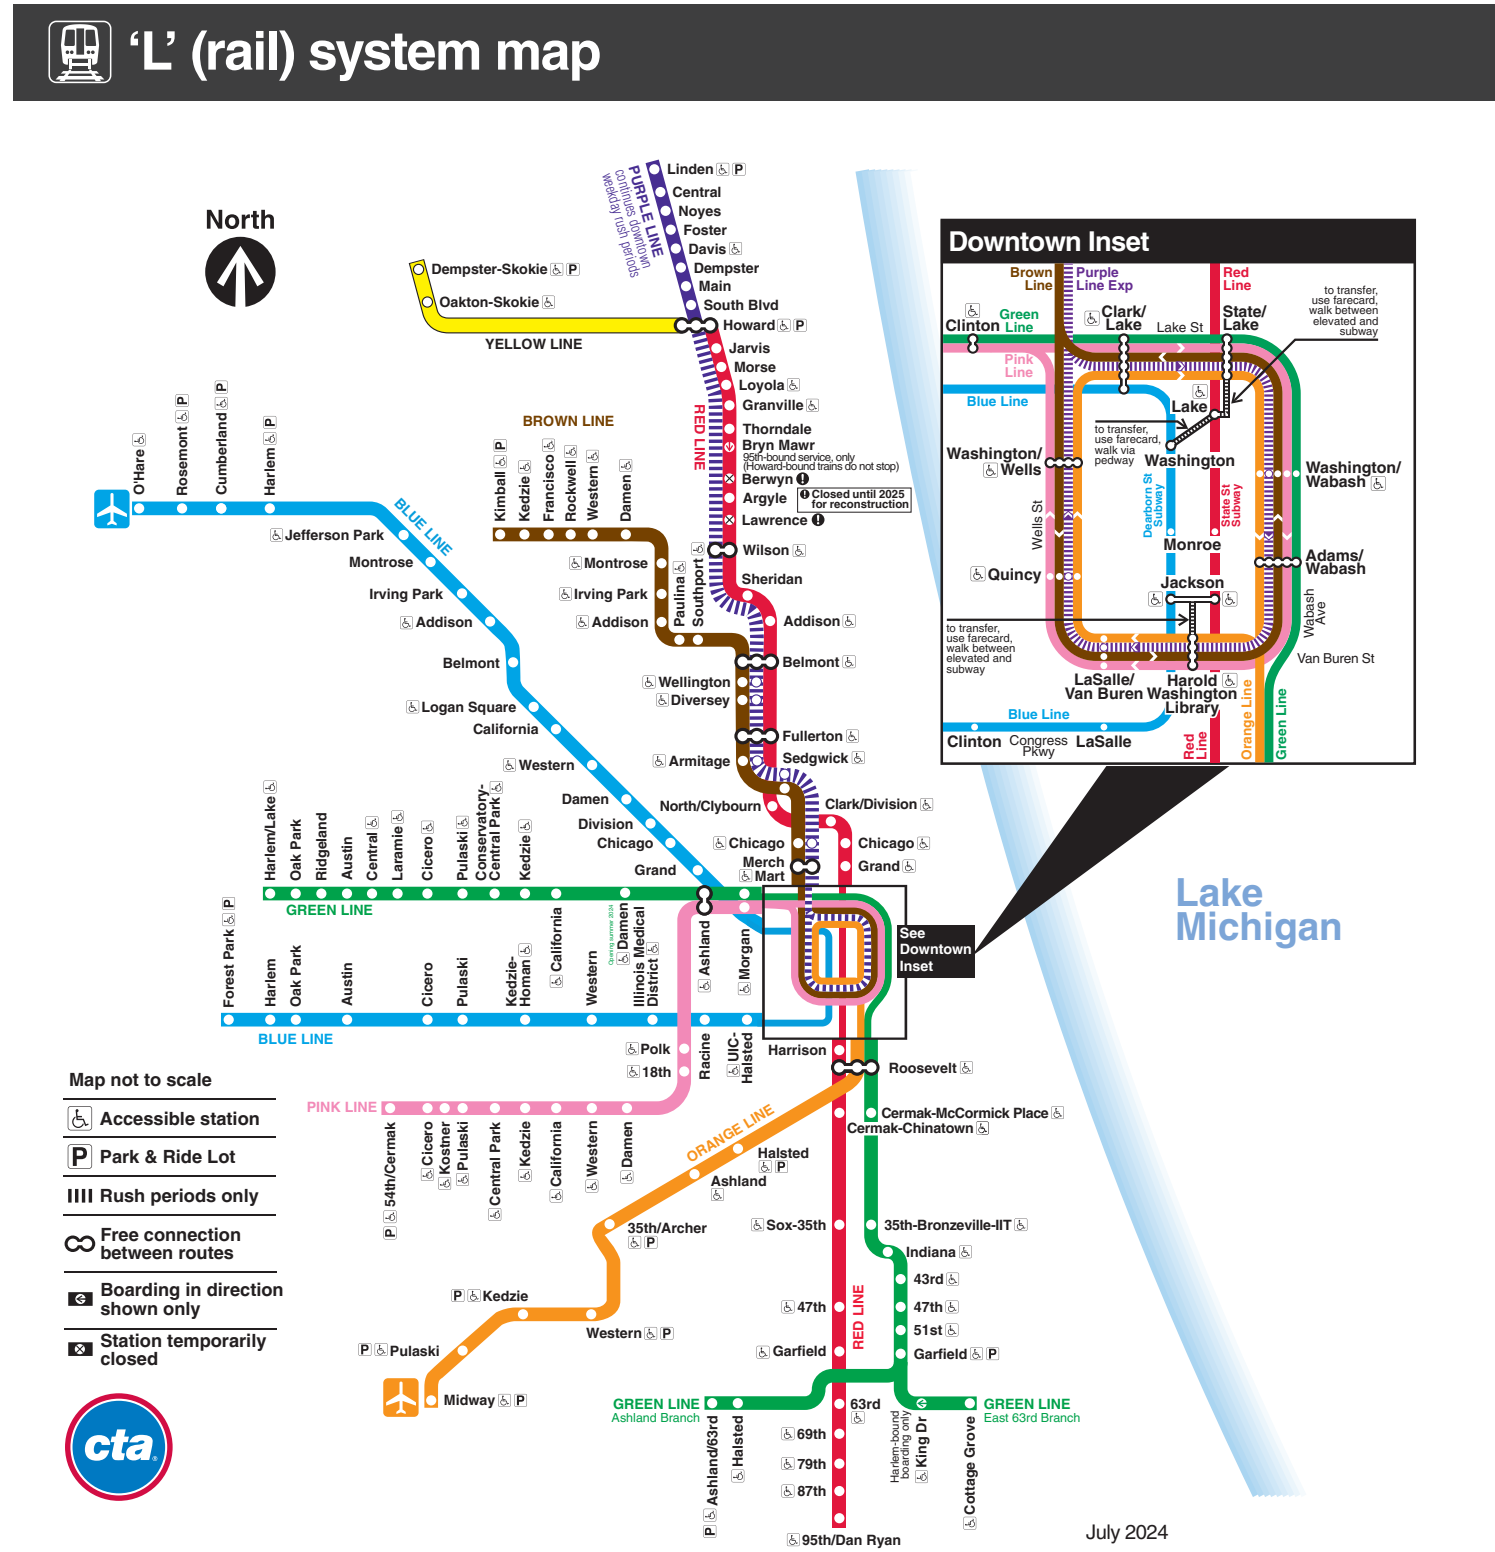 ‘L’ (rail) system map
North
PURPLE LINE
continues downtown
weekday rush periods
Linden P
Central
Noyes
Foster
Davis
Dempster
Main
South Blvd
Howard P
Dempster-Skokie P
Oakton-Skokie
YELLOW LINE
Jarvis
Morse
Loyola
Granville
Thorndale
Bryn Mawr
95th-bound service, only
(Howard-bound trains do not stop)
Berwyn !
Argyle
! Closed until 2025
for reconstruction
Lawrence !
Wilson
Sheridan
Addison
Belmont
Fullerton
Sedgwick
RED LINE
BROWN LINE
Kimball P
Kedzie
Francisco
Rockwell
Western
Damen
Montrose
Irving Park
Addison
Paulina
Southport
Wellington
Diversey
Armitage
North/Clybourn
Clark/Division
Chicago
Chicago
Merch
Mart
Grand
O'Hare
Rosemont P
Cumberland P
Harlem P
BLUE LINE
Jefferson Park
Montrose
Irving Park
Addison
Belmont
Logan Square
California
Western
Damen
Division
Chicago
Grand
Harlem/Lake
Oak Park
Ridgeland
Austin
Central
Laramie
Cicero
Pulaski
Conservatory-
Central Park
Kedzie
GREEN LINE
California
Opening summer 2024
Damen
Ashland
Morgan
Forest Park P
Harlem
Oak Park
Austin
Cicero
Pulaski
Kedzie-
Homan
Western
Illinois Medical
District
BLUE LINE
Racine
UIC-
Halsted
See
Downtown
Inset
Polk
18th
PINK LINE
P 54th/Cermak
Cicero
Kostner
Pulaski
Central Park
Kedzie
California
Western
Damen
Harrison
Roosevelt
Cermak-McCormick Place
Cermak-Chinatown
ORANGE LINE
Halsted
P
Ashland
35th/Archer
P
Western P
P Kedzie
P Pulaski
Midway P
Sox-35th
35th-Bronzeville-IIT
Indiana
43rd
47th
47th
51st
RED LINE
Garfield
Garfield P
GREEN LINE
Ashland Branch
63rd
GREEN LINE
East 63rd Branch
P Ashland/63rd
Halsted
69th
79th
87th
95th/Dan Ryan
Harlem-bound
boarding only
King Dr
Cottage Grove
Downtown Inset
Brown
Line
Purple
Line Exp
Red
Line
to transfer,
use farecard,
walk between
elevated and
subway
Clinton
Green
Line
Clark/
Lake
Lake St
State/
Lake
Pink
Line
Blue Line
Lake
to transfer,
use farecard,
walk via
pedway
Washington/
Wells
Washington
Washington/
Wabash
Wells St
Dearborn St
Subway
State St
Subway
Monroe
Adams/
Wabash
Quincy
Jackson
to transfer,
use farecard,
walk between
elevated and
subway
Wabash
Ave
Van Buren St
LaSalle/
Van Buren
Harold
Washington
Library
Orange Line
Green Line
Blue Line
Clinton
Congress
Pkwy
LaSalle
Red
Line
Lake
Michigan
Map not to scale
Accessible station
P Park & Ride Lot
Rush periods only
Free connection
between routes
Boarding in direction
shown only
Station temporarily
closed
cta
July 2024